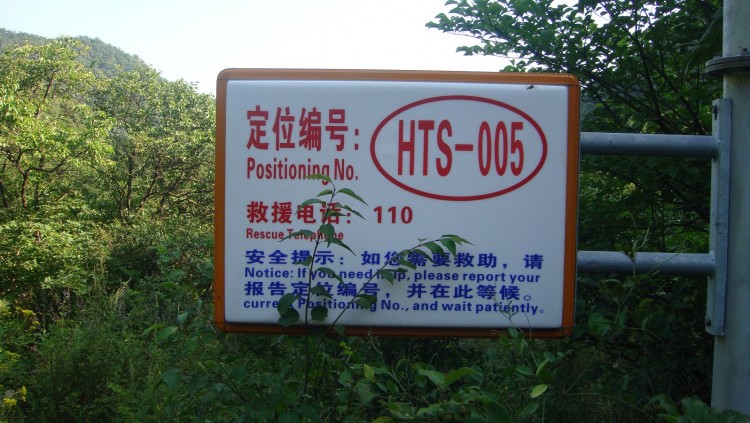 定位编号：
HTS-005
Positioning No.
救援电话：110
Rescue Telephone
安全提示：如您需要救助，请
Notice: If you need help, please report your
报告定位编号，并在此等候。
current Positioning No., and wait patiently.